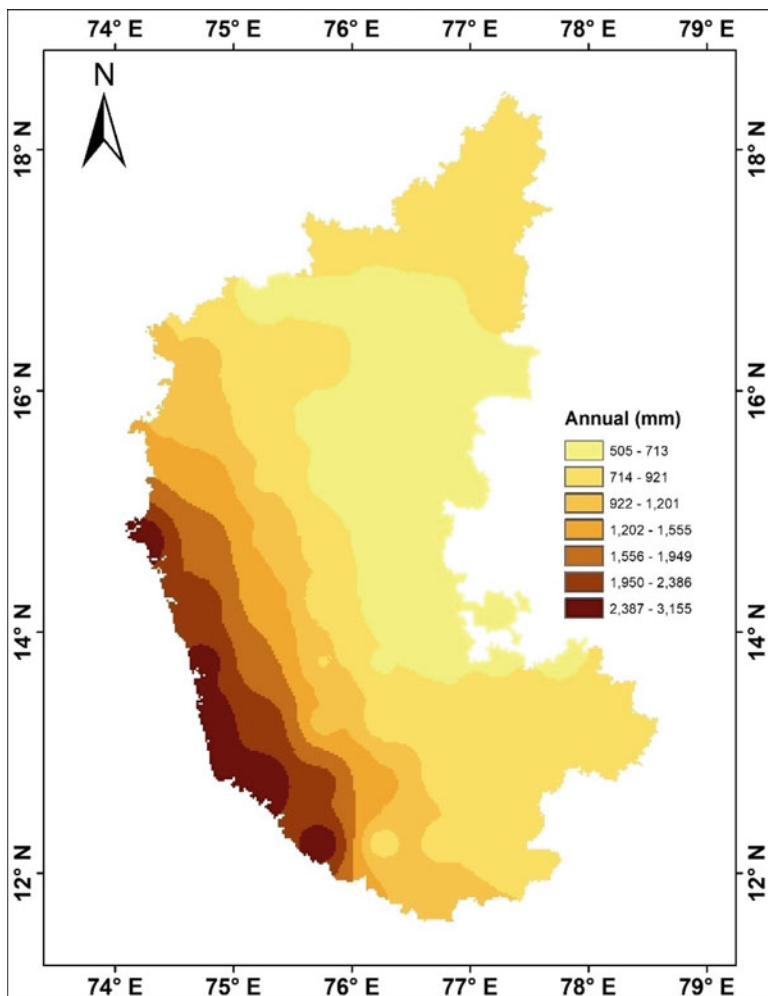 74° E 75° E 76° E 77° E 78° E 79° E
N
18° N 18° N
16° N 16° N
Annual (mm)
505 - 713
714 - 921
922 - 1,201
1,202 - 1,555
1,556 - 1,949
1,950 - 2,386
2,387 - 3,155
14° N 14° N
12° N 12° N
74° E 75° E 76° E 77° E 78° E 79° E